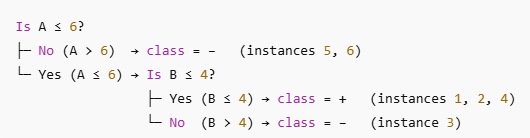 Is A ≤ 6?
├─ No (A > 6) → class = – (instances 5, 6)
└─ Yes (A ≤ 6) → Is B ≤ 4?
├─ Yes (B ≤ 4) → class = + (instances 1, 2, 4)
└─ No (B > 4) → class = – (instance 3)